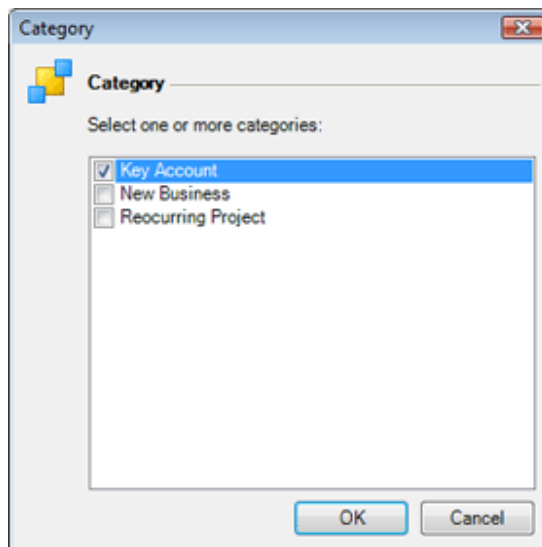 Category
Category
Select one or more categories:
Key Account
New Business
Reocurring Project
OK Cancel